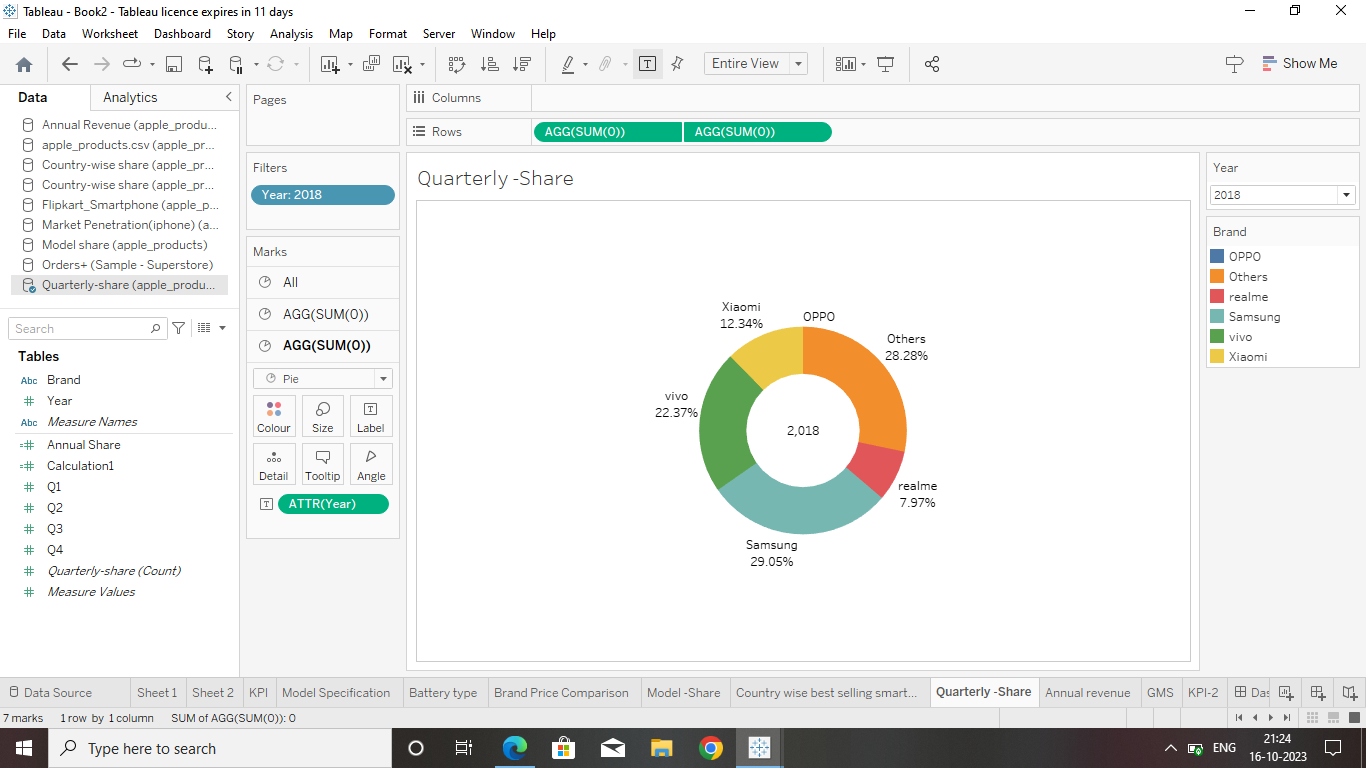 Tableau - Book2 - Tableau licence expires in 11 days
File Data Worksheet Dashboard Story Analysis Map Format Server Window Help
Entire View
Show Me
Data Analytics
Annual Revenue (apple_produ...
apple_products.csv (apple_pr...
Country-wise share (apple_pr...
Country-wise share (apple_pr...
Flipkart_Smartphone (apple_p...
Market Penetration(iphone) (a...
Model share (apple_products)
Orders+ (Sample - Superstore)
Quarterly-share (apple_produ...
Search
Tables
Abc Brand
Year
Abc Measure Names
Annual Share
Calculation1
Q1
Q2
Q3
Q4
Quarterly-share (Count)
Measure Values
Pages
Filters
Year: 2018
Marks
All
AGG(SUM(0))
AGG(SUM(0))
Pie
Colour Size Label
Detail Tooltip Angle
ATTR(Year)
Columns
Rows AGG(SUM(0)) AGG(SUM(0))
Quarterly -Share
Xiaomi
12.34%
OPPO
Others
28.28%
vivo
22.37%
2,018
realme
7.97%
Samsung
29.05%
Year
2018
Brand
OPPO
Others
realme
Samsung
vivo
Xiaomi
Data Source Sheet 1 Sheet 2 KPI Model Specification Battery type Brand Price Comparison Model -Share Country wise best selling smart... Quarterly -Share Annual revenue GMS KPI-2 Das
7 marks 1 row by 1 column SUM of AGG(SUM(0)): 0
Type here to search
ENG
21:24
16-10-2023